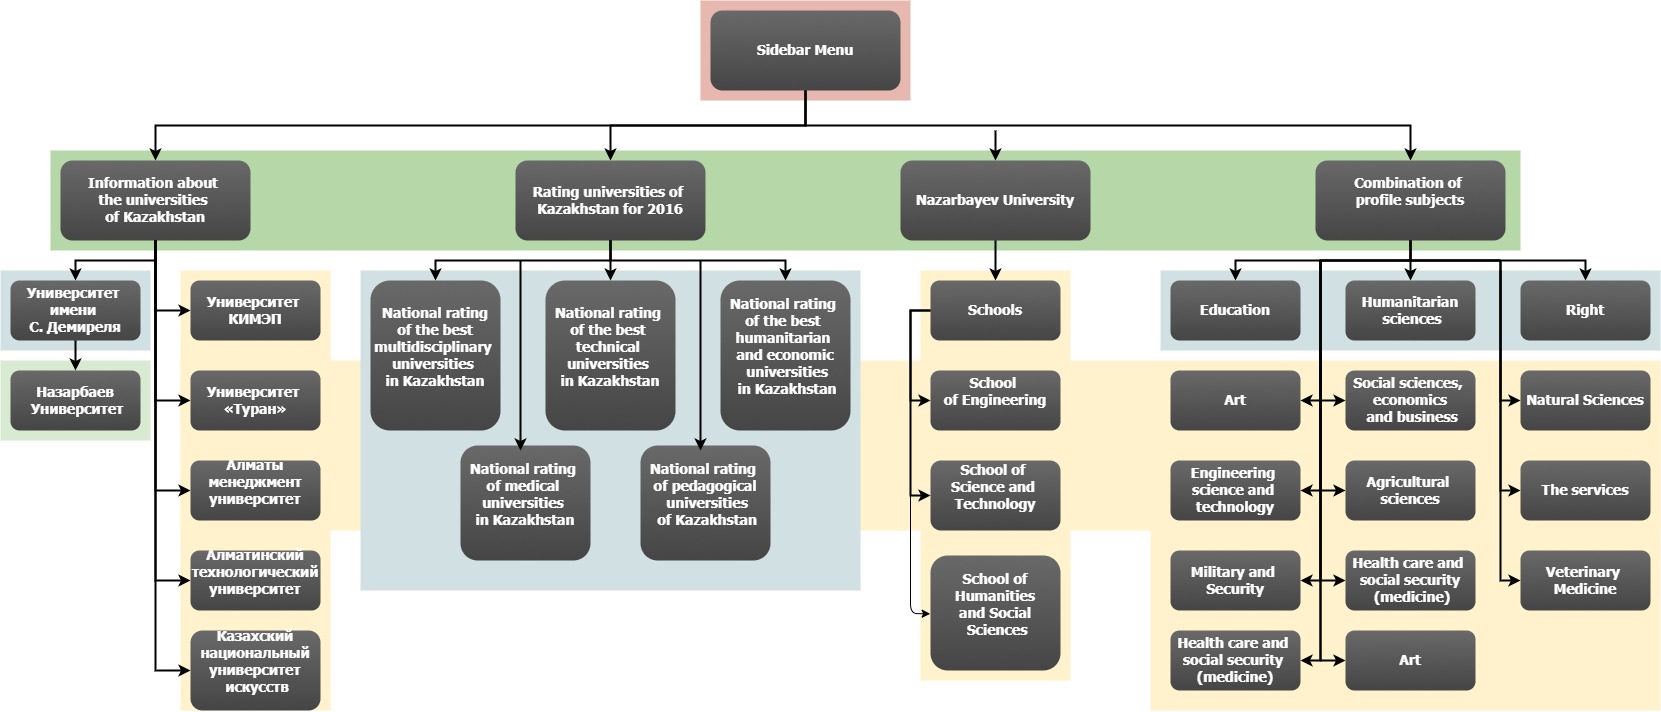 Sidebar Menu
Information about
the universities
of Kazakhstan
Rating universities of
Kazakhstan for 2016
Nazarbayev University
Combination of
profile subjects
Университет
имени
С. Демиреля
Назарбаев
Университет
Университет
КИМЭП
Университет
«Туран»
Алматы
менеджмент
университет
Алматинский
технологический
университет
Казахский
национальный
университет
искусств
National rating
of the best
multidisciplinary
universities
in Kazakhstan
National rating
of the best
technical
universities
in Kazakhstan
National rating
of the best
humanitarian
and economic
universities
in Kazakhstan
National rating
of medical
universities
in Kazakhstan
National rating
of pedagogical
universities
of Kazakhstan
Schools
School
of Engineering
School of
Science and
Technology
School of
Humanities
and Social
Sciences
Education
Humanitarian
sciences
Right
Art
Social sciences,
economics
and business
Natural Sciences
Engineering
science and
technology
Agricultural
sciences
The services
Military and
Security
Health care and
social security
(medicine)
Veterinary
Medicine
Health care and
social security
(medicine)
Art